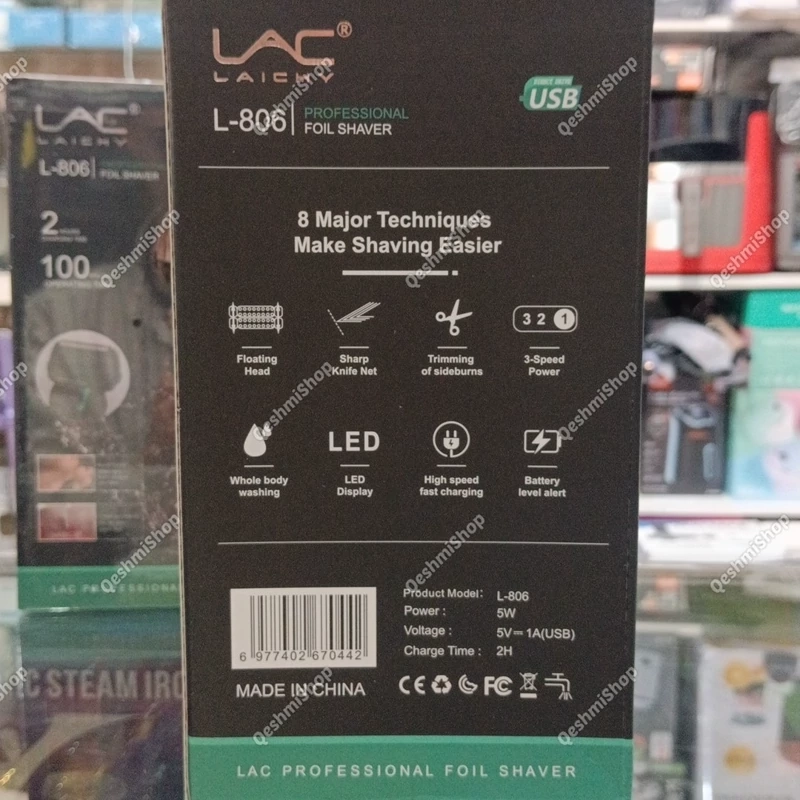 LAC®
LAICHY
L-806
PROFESSIONAL
FOIL SHAVER
USB
8 Major Techniques
Make Shaving Easier
Floating
Head
Sharp
Knife Net
Trimming
of sideburns
3 2 1
3-Speed
Power
Whole body
washing
LED
LED
Display
High speed
fast charging
Battery
level alert
6 977402 670442
MADE IN CHINA
Product Model: L-806
Power: 5W
Voltage: 5V⎓1A(USB)
Charge Time: 2H
CE FC
LAC PROFESSIONAL FOIL SHAVER
LAC®
LAICHY
L-806
FOIL SHAVER
2
100
LAC PROFESSIONAL
IC STEAM IRO
QeshmiShop